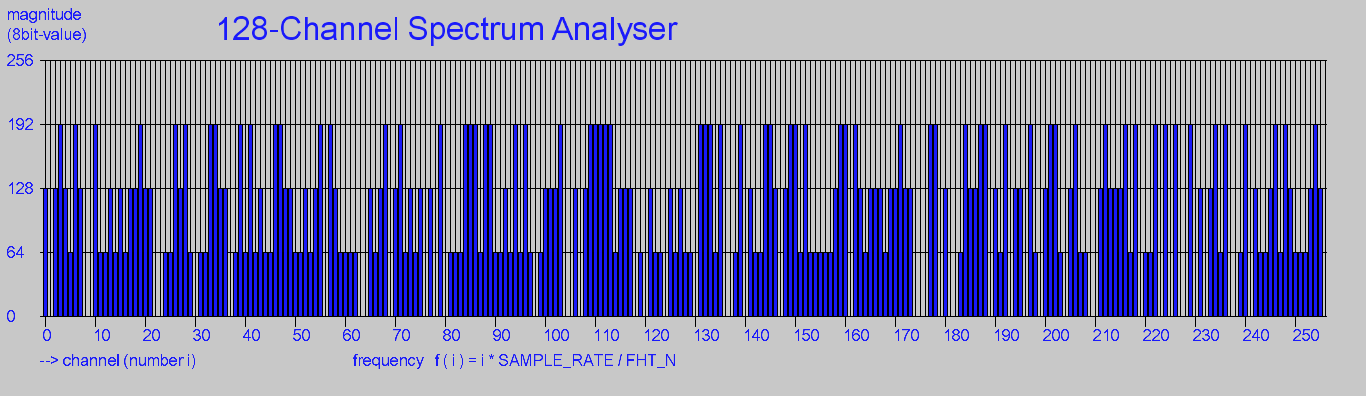 magnitude
(8bit-value)
128-Channel Spectrum Analyser
256
192
128
64
0
0 10 20 30 40 50 60 70 80 90 100 110 120 130 140 150 160 170 180 190 200 210 220 230 240 250
--> channel (number i) frequency f ( i ) = i * SAMPLE_RATE / FHT_N